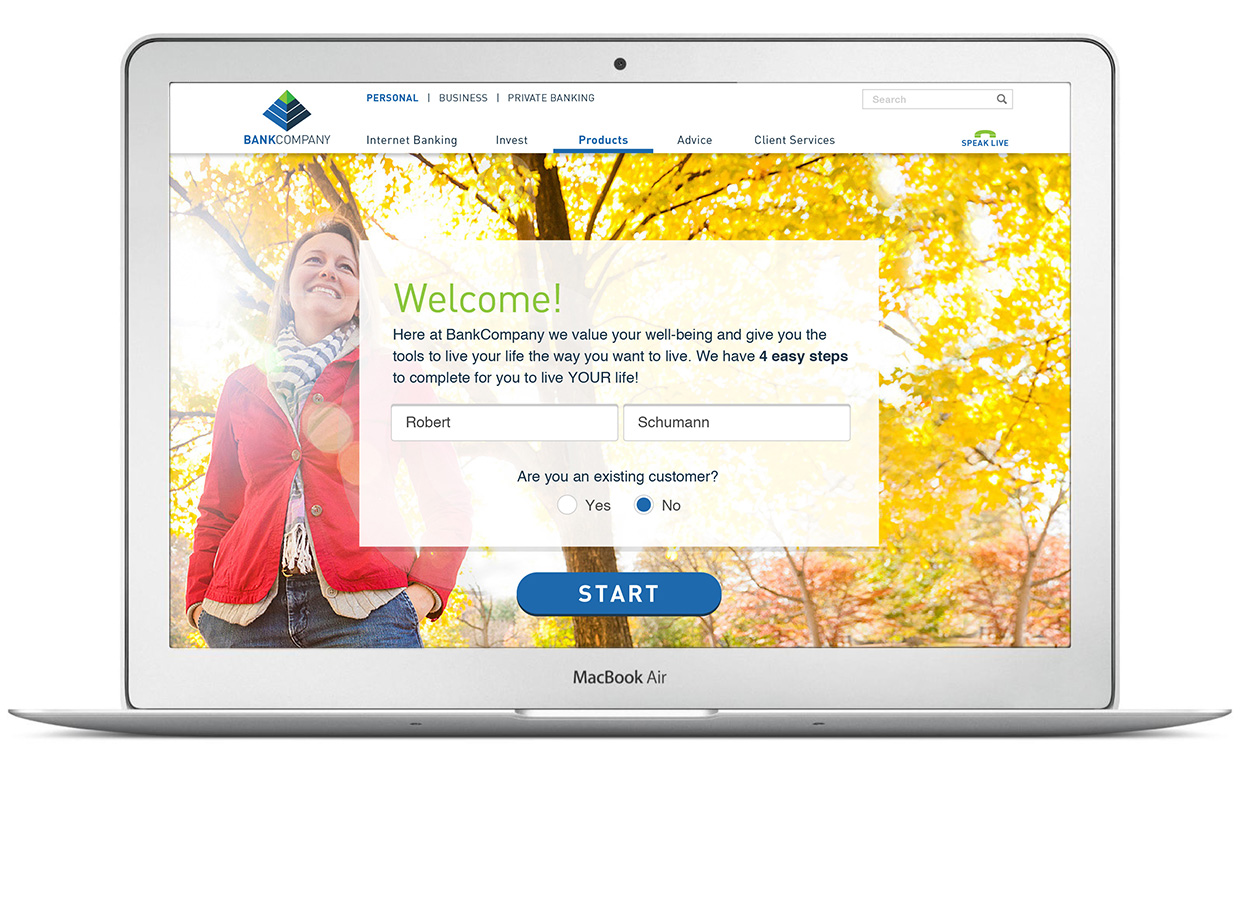 PERSONAL | BUSINESS | PRIVATE BANKING
Search
BANKCOMPANY
Internet Banking Invest Products Advice Client Services
SPEAK LIVE
Welcome!
Here at BankCompany we value your well-being and give you the
tools to live your life the way you want to live. We have 4 easy steps
to complete for you to live YOUR life!
Robert Schumann
Are you an existing customer?
Yes No
START
MacBook Air